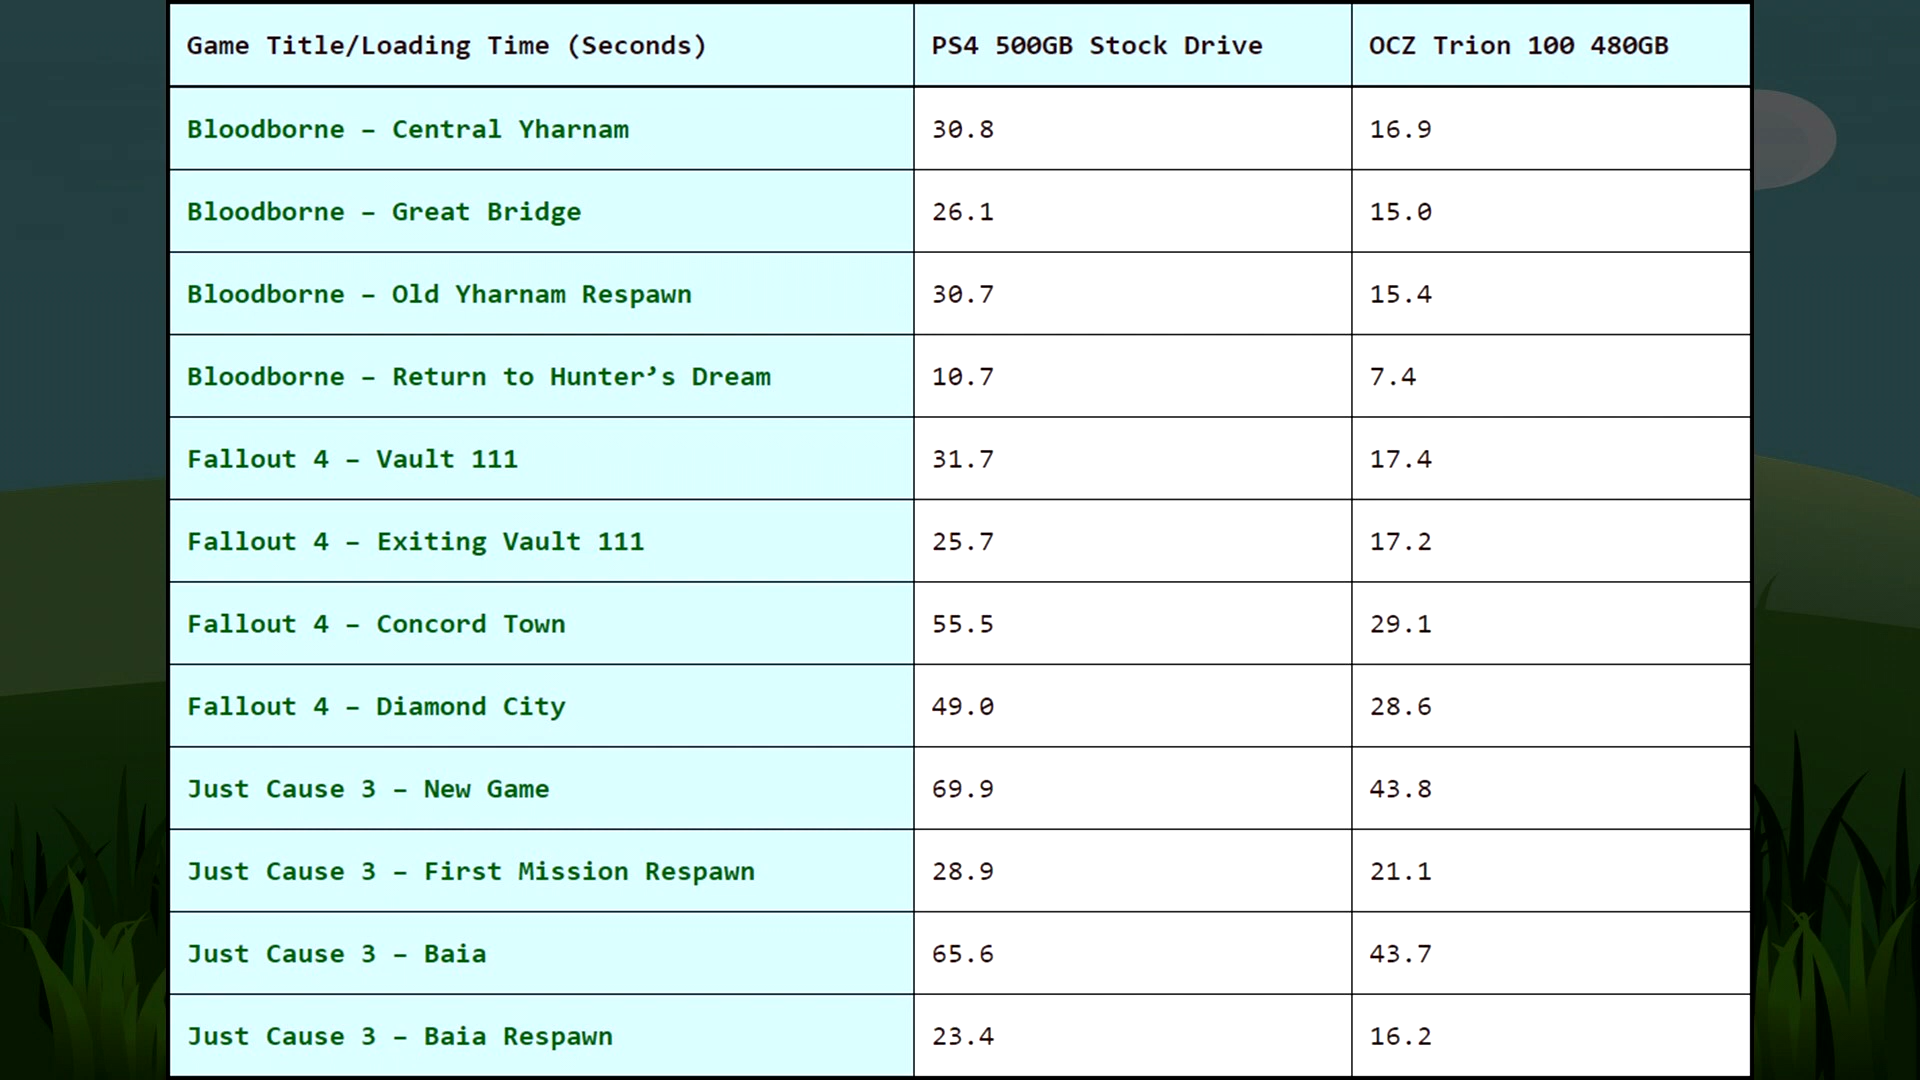 Game Title/Loading Time (Seconds) PS4 500GB Stock Drive OCZ Trion 100 480GB
Bloodborne – Central Yharnam 30.8 16.9
Bloodborne – Great Bridge 26.1 15.0
Bloodborne – Old Yharnam Respawn 30.7 15.4
Bloodborne – Return to Hunter’s Dream 10.7 7.4
Fallout 4 – Vault 111 31.7 17.4
Fallout 4 – Exiting Vault 111 25.7 17.2
Fallout 4 – Concord Town 55.5 29.1
Fallout 4 – Diamond City 49.0 28.6
Just Cause 3 – New Game 69.9 43.8
Just Cause 3 – First Mission Respawn 28.9 21.1
Just Cause 3 – Baia 65.6 43.7
Just Cause 3 – Baia Respawn 23.4 16.2